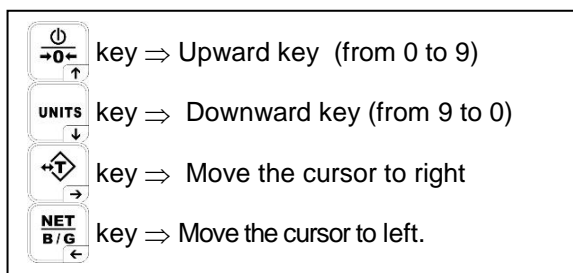 →0← ↑ key ⇒ Upward key (from 0 to 9)
UNITS ↓ key ⇒ Downward key (from 9 to 0)
↔T → key ⇒ Move the cursor to right
NET B/G ← key ⇒ Move the cursor to left.